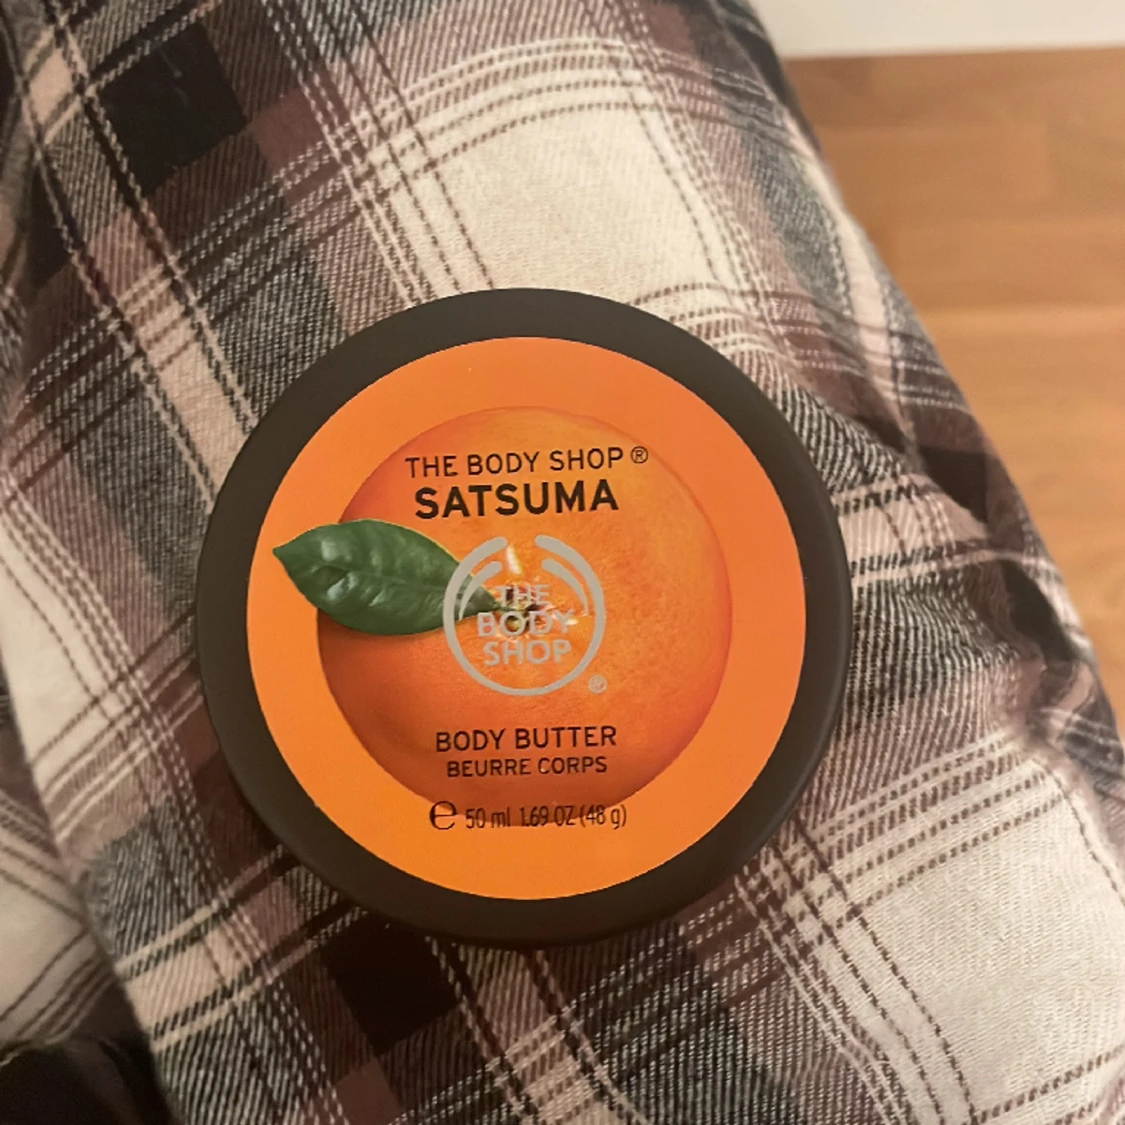 THE BODY SHOP®
SATSUMA
THE
BODY
SHOP
®
BODY BUTTER
BEURRE CORPS
℮ 50 ml 1.69 OZ (48 g)